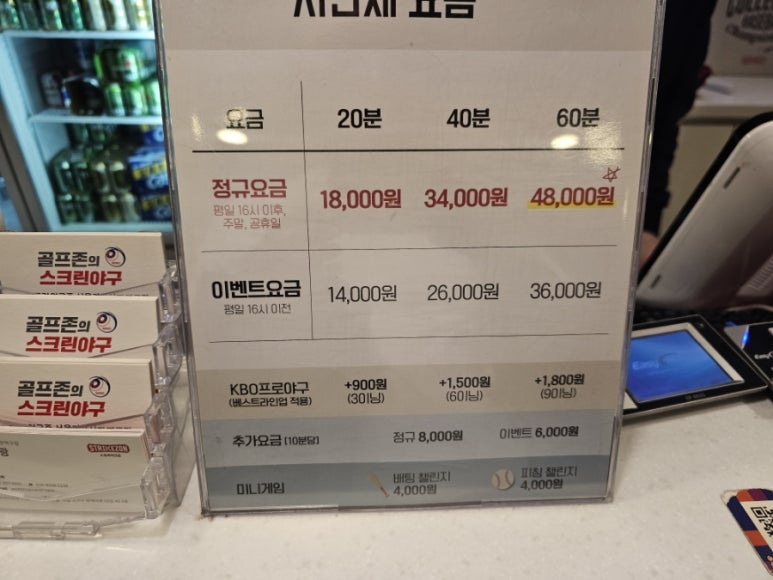 시간제 요금
요금 20분 40분 60분
정규요금 18,000원 34,000원 48,000원
평일 16시 이후,
주말, 공휴일
이벤트요금 14,000원 26,000원 36,000원
평일 16시 이전
KBO프로야구 +900원 +1,500원 +1,800원
(베스트라인업 적용) (3이닝) (6이닝) (9이닝)
추가요금 [10분당] 정규 8,000원 이벤트 6,000원
미니게임 배팅 챌린지 피칭 챌린지
4,000원 4,000원
골프존의
스크린야구
골프존의
스크린야구
골프존의
스크린야구
STRIKEZON
Easy